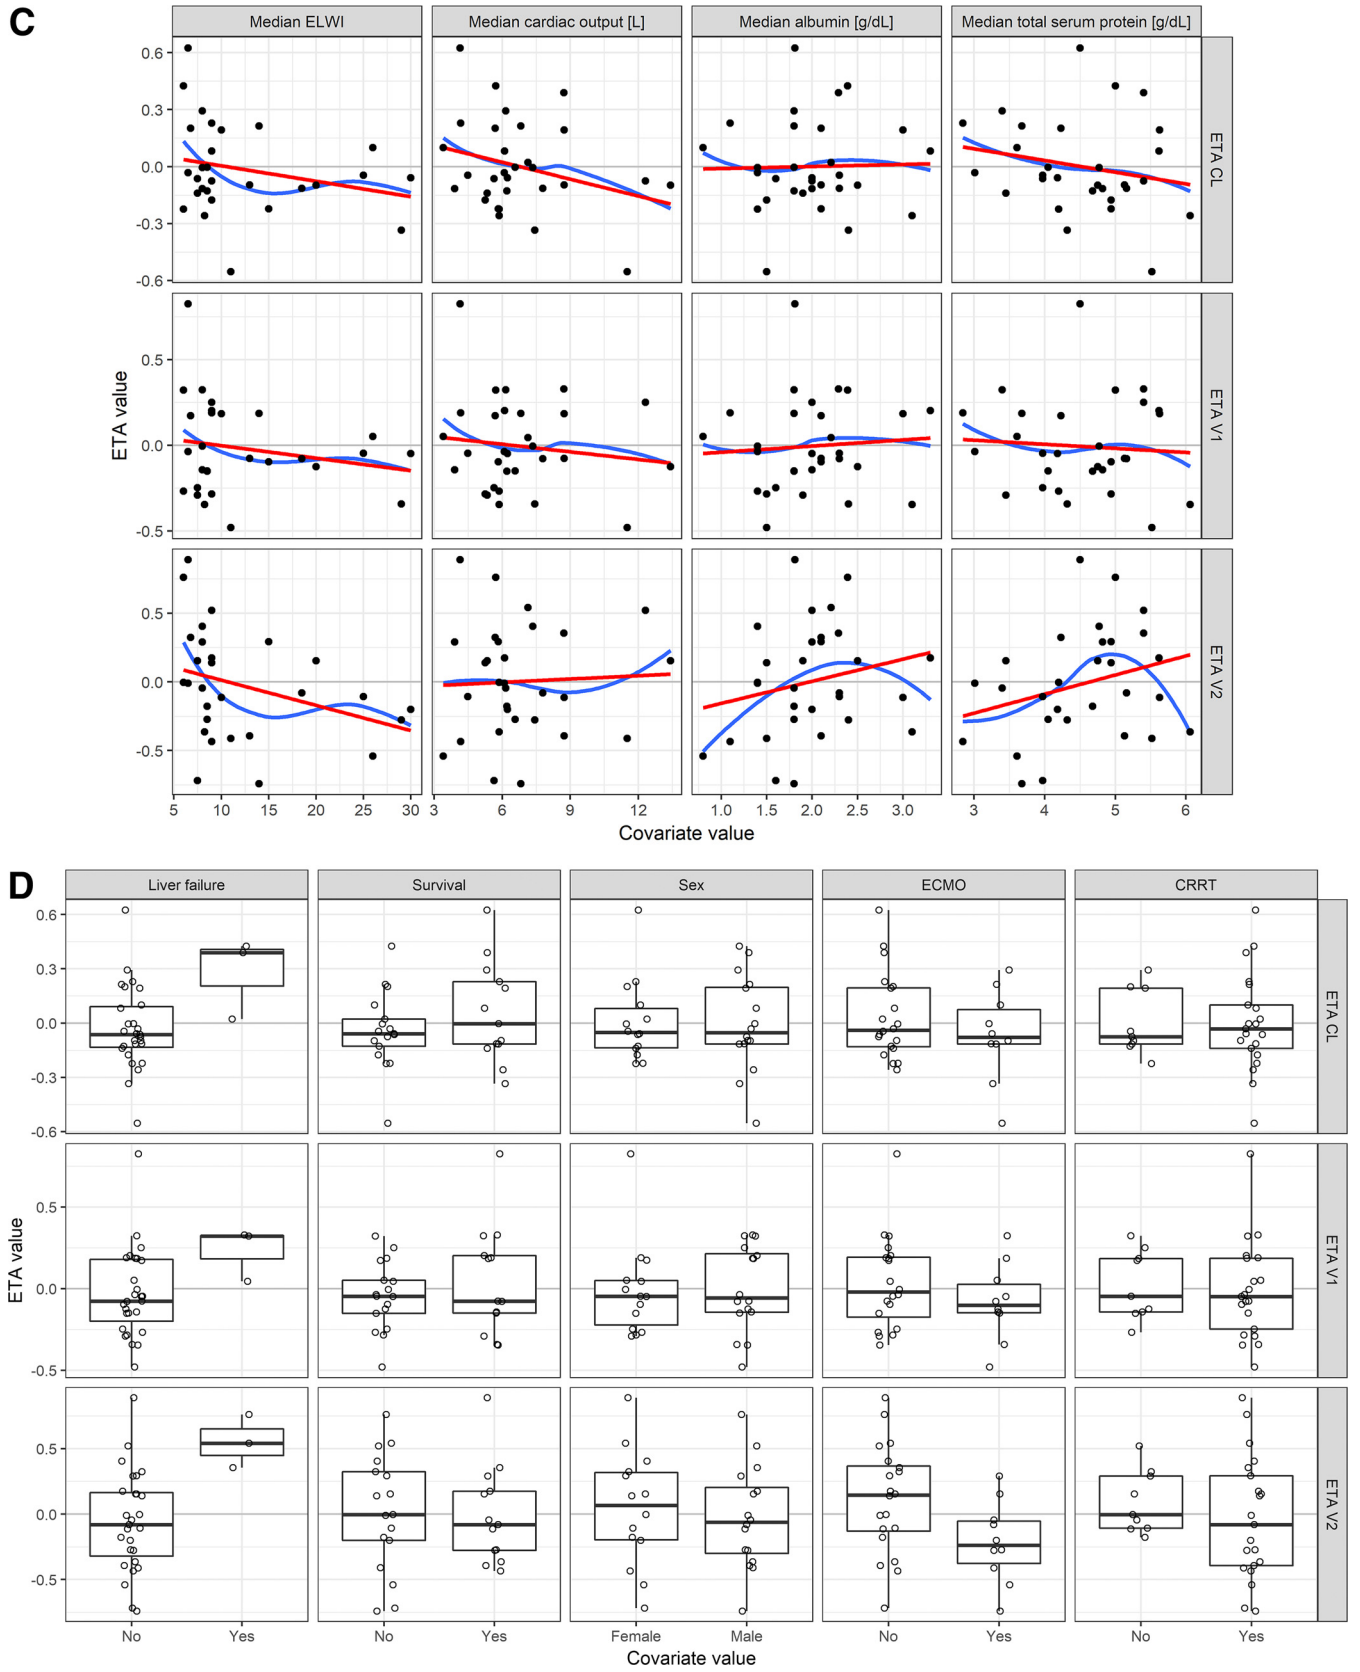 C
Median ELWI
Median cardiac output [L]
Median albumin [g/dL]
Median total serum protein [g/dL]
0.6
0.3
0.0
-0.3
-0.6
ETA CL
0.5
0.0
-0.5
ETA V1
0.5
0.0
-0.5
ETA V2
ETA value
5 10 15 20 25 30
3 6 9 12
1.0 1.5 2.0 2.5 3.0
3 4 5 6
Covariate value
D
Liver failure
Survival
Sex
ECMO
CRRT
0.6
0.3
0.0
-0.3
-0.6
ETA CL
0.5
0.0
-0.5
ETA V1
0.5
0.0
-0.5
ETA V2
ETA value
No Yes
No Yes
Female Male
No Yes
No Yes
Covariate value